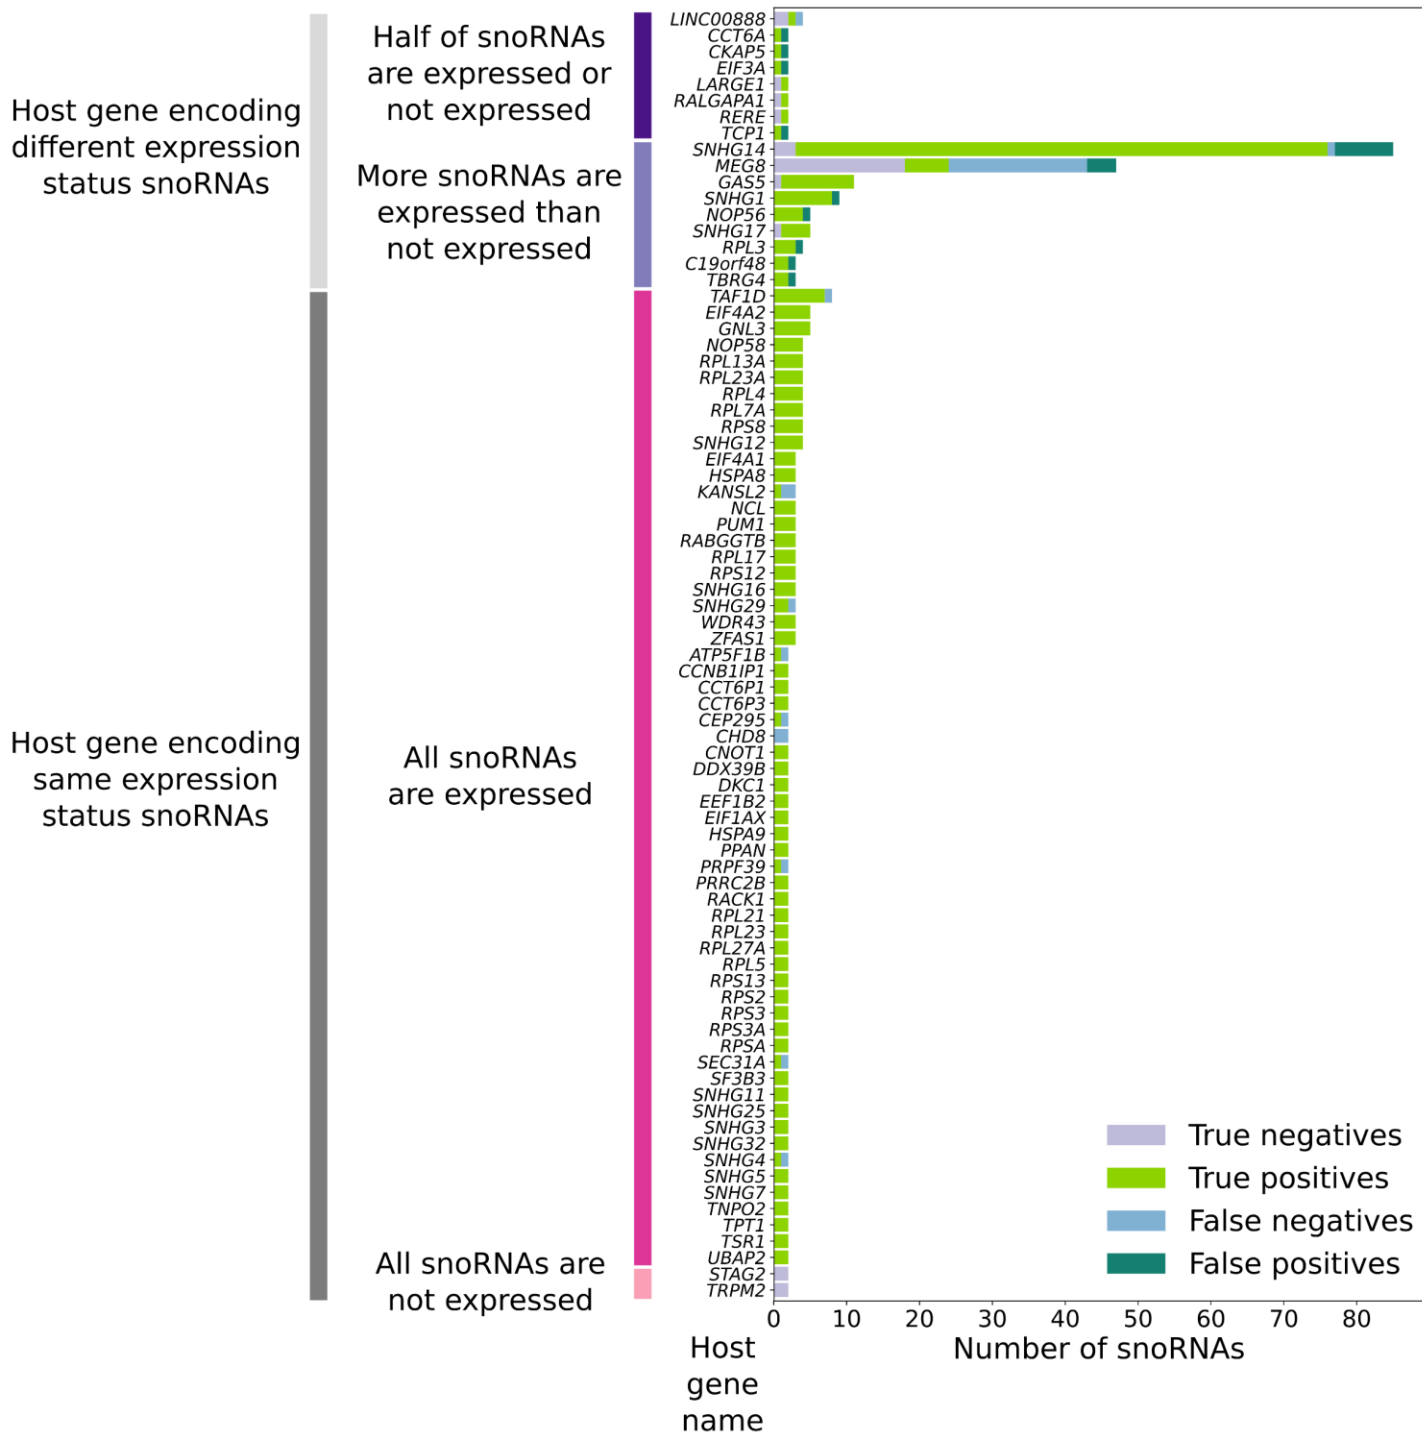 Host gene encoding
different expression
status snoRNAs
Host gene encoding
same expression
status snoRNAs
Half of snoRNAs
are expressed or
not expressed
More snoRNAs are
expressed than
not expressed
All snoRNAs
are expressed
All snoRNAs are
not expressed
LINC00888
CCT6A
CKAP5
EIF3A
LARGE1
RALGAPA1
RERE
TCP1
SNHG14
MEG8
GAS5
SNHG1
NOP56
SNHG17
RPL3
C19orf48
TBRG4
TAF1D
EIF4A2
GNL3
NOP58
RPL13A
RPL23A
RPL4
RPL7A
RPS8
SNHG12
EIF4A1
HSPA8
KANSL2
NCL
PUM1
RABGGTB
RPL17
RPS12
SNHG16
SNHG29
WDR43
ZFAS1
ATP5F1B
CCNB1IP1
CCT6P1
CCT6P3
CEP295
CHD8
CNOT1
DDX39B
DKC1
EEF1B2
EIF1AX
HSPA9
PPAN
PRPF39
PRRC2B
RACK1
RPL21
RPL23
RPL27A
RPL5
RPS13
RPS2
RPS3
RPS3A
RPSA
SEC31A
SF3B3
SNHG11
SNHG25
SNHG3
SNHG32
SNHG4
SNHG5
SNHG7
TNPO2
TPT1
TSR1
UBAP2
STAG2
TRPM2
True negatives
True positives
False negatives
False positives
0 10 20 30 40 50 60 70 80
Number of snoRNAs
Host
gene
name